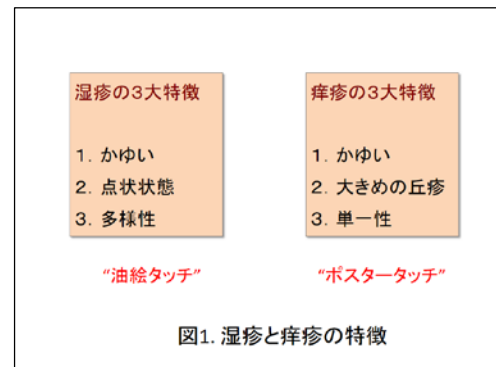 湿疹の3大特徴
1. かゆい
2. 点状状態
3. 多様性
“油絵タッチ”
痒疹の3大特徴
1. かゆい
2. 大きめの丘疹
3. 単一性
“ポスタータッチ”
図1. 湿疹と痒疹の特徴